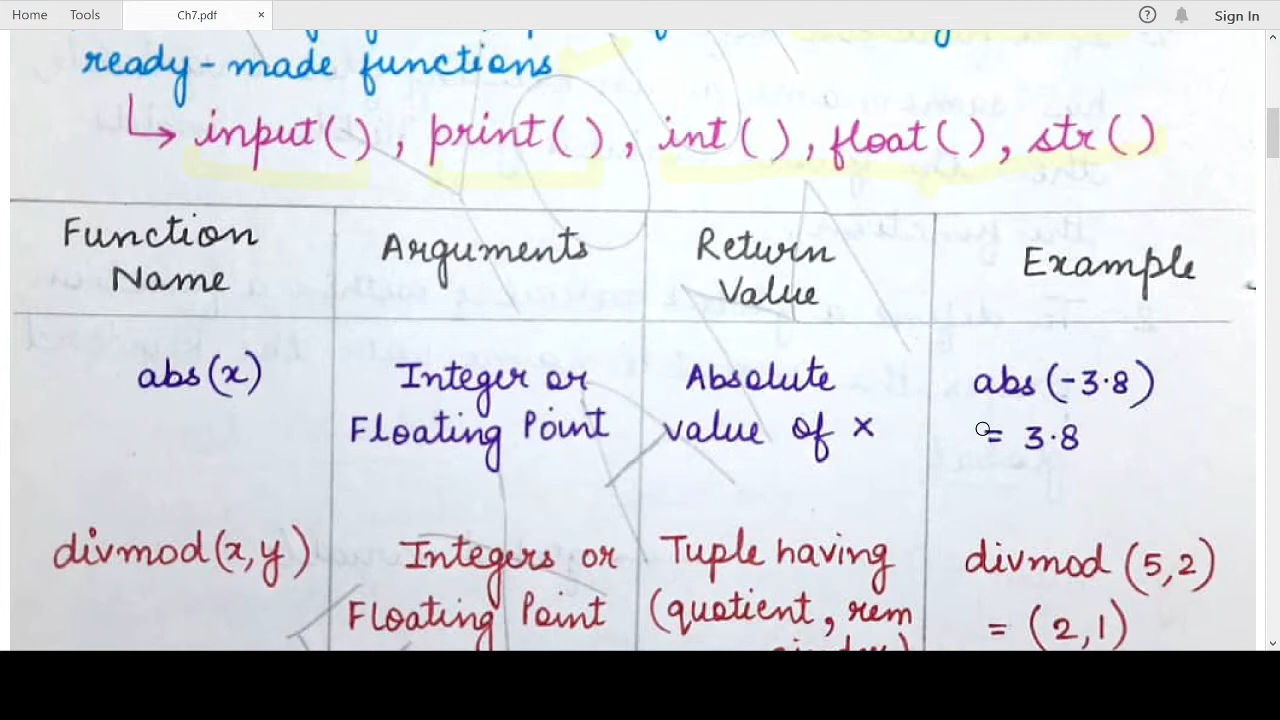 Home Tools Ch7.pdf × ? Sign In
ready-made functions
input(), print(), int(), float(), str()
Function Name
Arguments
Return Value
Example
abs(x)
Integer or Floating Point
Absolute value of x
abs(-3.8) = 3.8
divmod(x,y)
Integers or Floating Point
Tuple having (quotient, rem
divmod (5,2) = (2,1)